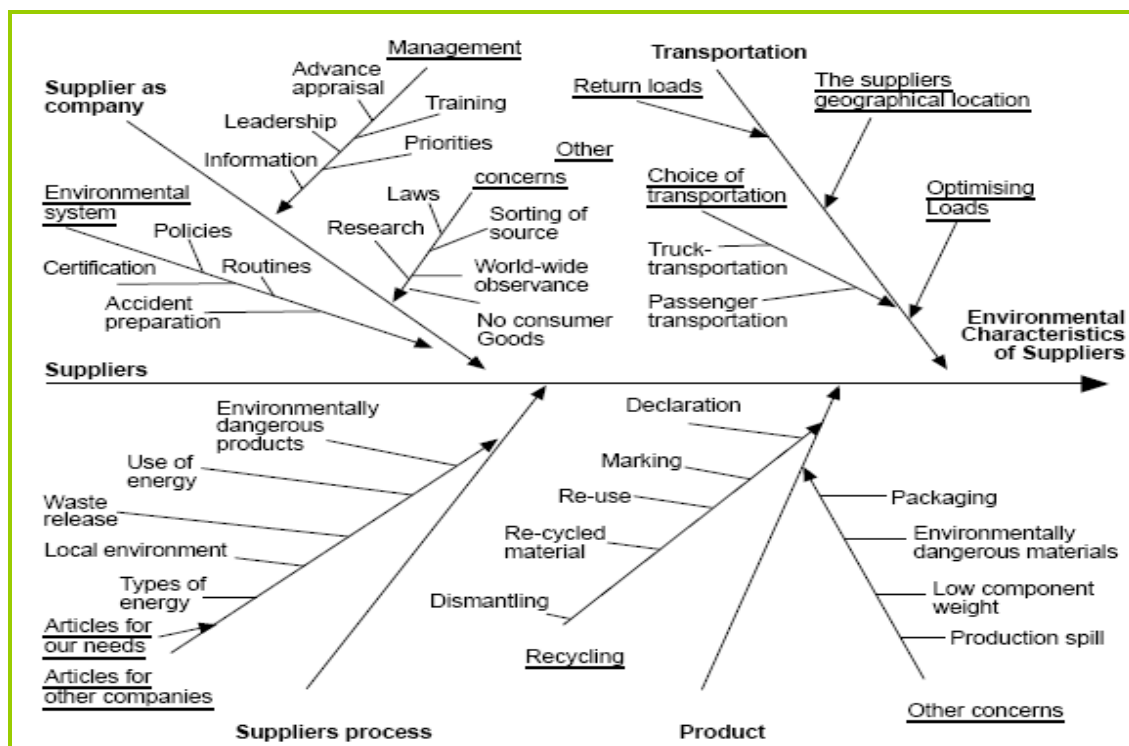 Management
Advance
appraisal
Training
Leadership
Priorities
Information
Supplier as
company
Environmental
system
Policies
Certification
Routines
Accident
preparation
Other
concerns
Laws
Sorting of
source
Research
World-wide
observance
No consumer
Goods
Transportation
Return loads
The suppliers
geographical location
Choice of
transportation
Optimising
Loads
Truck-
transportation
Passenger
transportation
Environmental
Characteristics
of Suppliers
Suppliers
Environmentally
dangerous
products
Use of
energy
Waste
release
Local environment
Types of
energy
Articles for
our needs
Articles for
other companies
Suppliers process
Declaration
Marking
Re-use
Re-cycled
material
Dismantling
Recycling
Packaging
Environmentally
dangerous materials
Low component
weight
Production spill
Other concerns
Product